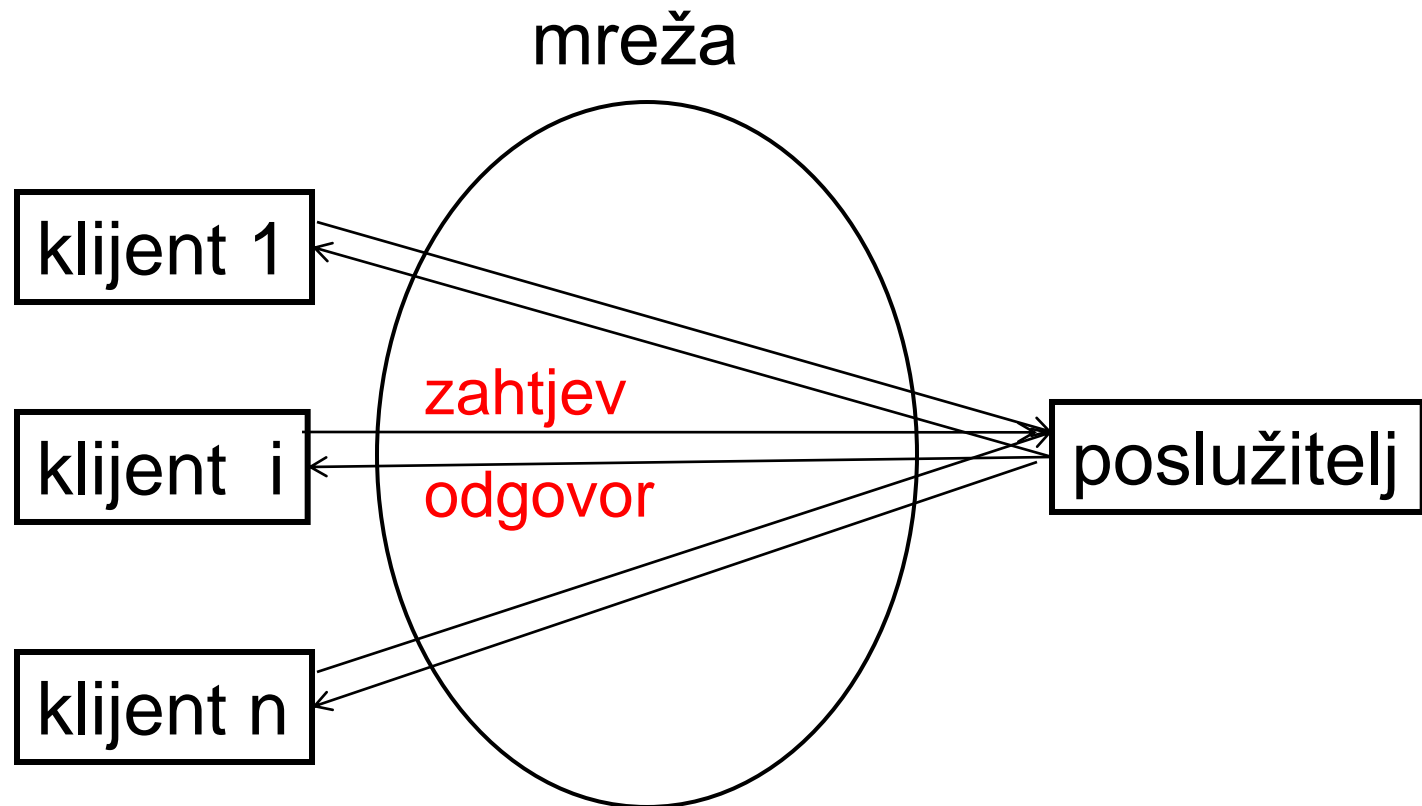 mreža
klijent 1
zahtjev
klijent i
poslužitelj
odgovor
klijent n